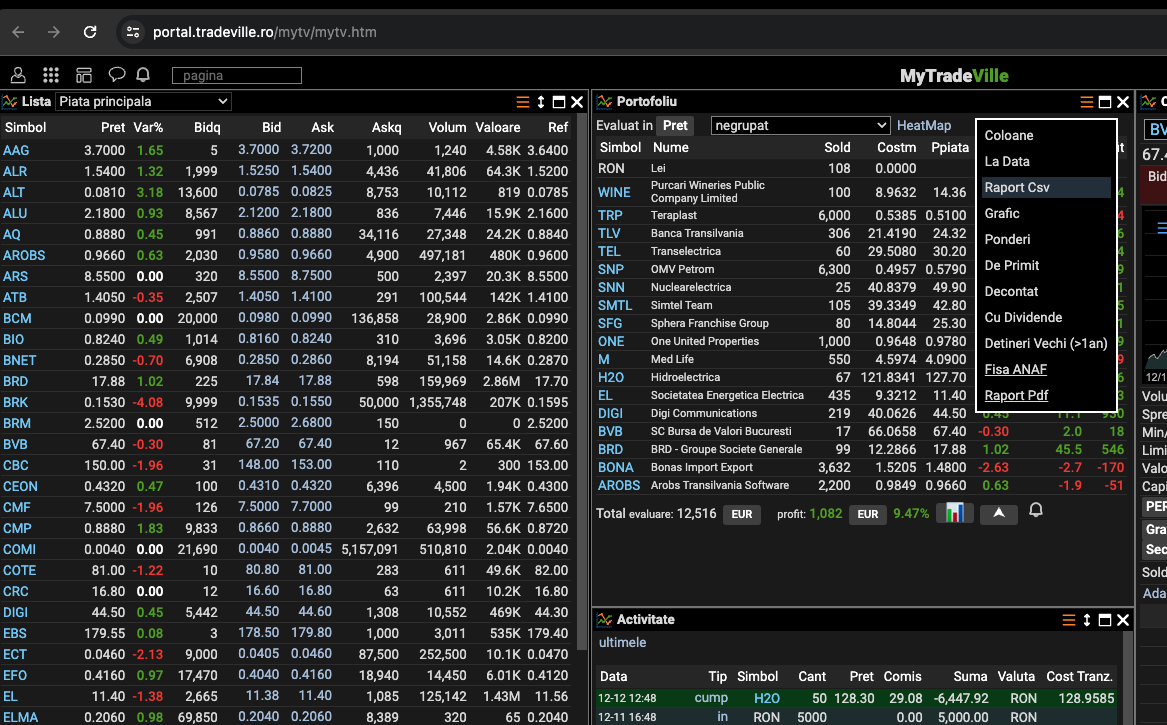 portal.tradeville.ro/mytv/mytv.htm
pagina
MyTradeVille
Lista Piata principala
Simbol Pret Var% Bidq Bid Ask Askq Volum Valoare Ref
AAG 3.7000 1.65 5 3.7000 3.7200 1,000 1,240 4.58K 3.6400
ALR 1.5400 1.32 1,999 1.5250 1.5400 4,436 41,806 64.3K 1.5200
ALT 0.0810 3.18 13,600 0.0785 0.0825 8,753 10,112 819 0.0785
ALU 2.1800 0.93 8,567 2.1200 2.1800 836 7,446 15.9K 2.1600
AQ 0.8880 0.45 991 0.8860 0.8880 34,116 27,348 24.2K 0.8840
AROBS 0.9660 0.63 2,030 0.9580 0.9660 4,900 497,181 480K 0.9600
ARS 8.5500 0.00 320 8.5500 8.7500 500 2,397 20.3K 8.5500
ATB 1.4050 -0.35 2,507 1.4050 1.4100 291 100,544 142K 1.4100
BCM 0.0990 0.00 20,000 0.0980 0.0990 136,858 28,900 2.86K 0.0990
BIO 0.8240 0.49 1,014 0.8160 0.8240 310 3,696 3.05K 0.8200
BNET 0.2850 -0.70 6,908 0.2850 0.2860 8,194 51,158 14.6K 0.2870
BRD 17.88 1.02 225 17.84 17.88 598 159,969 2.86M 17.70
BRK 0.1530 -4.08 9,999 0.1535 0.1550 50,000 1,355,748 207K 0.1595
BRM 2.5200 0.00 512 2.5000 2.6800 150 0 0 2.5200
BVB 67.40 -0.30 81 67.20 67.40 12 967 65.4K 67.60
CBC 150.00 -1.96 31 148.00 153.00 110 2 300 153.00
CEON 0.4320 0.47 100 0.4310 0.4320 6,396 4,500 1.94K 0.4300
CMF 7.5000 -1.96 126 7.5000 7.7000 99 210 1.57K 7.6500
CMP 0.8880 1.83 9,833 0.8660 0.8880 2,632 63,998 56.6K 0.8720
COMI 0.0040 0.00 21,690 0.0040 0.0045 5,157,091 510,810 2.04K 0.0040
COTE 81.00 -1.22 10 80.80 81.00 283 611 49.6K 82.00
CRC 16.80 0.00 12 16.60 16.80 63 611 10.2K 16.80
DIGI 44.50 0.45 5,442 44.50 44.60 1,308 10,552 469K 44.30
EBS 179.55 0.08 3 178.50 179.80 1,000 3,011 535K 179.40
ECT 0.0460 -2.13 9,000 0.0405 0.0460 87,500 252,500 10.1K 0.0470
EFO 0.4160 0.97 17,470 0.4040 0.4160 18,940 14,450 6.01K 0.4120
EL 11.40 -1.38 2,665 11.38 11.40 1,085 125,142 1.43M 11.56
ELMA 0.2060 0.98 69,850 0.2040 0.2060 8,389 320 65 0.2040
Portofoliu
Evaluat in Pret negrupat HeatMap
Simbol Nume Sold Costm Ppiata
RON Lei 108 0.0000
WINE Purcari Wineries Public
Company Limited 100 8.9632 14.36
TRP Teraplast 6,000 0.5385 0.5100
TLV Banca Transilvania 306 21.4190 24.32
TEL Transelectrica 60 29.5080 30.20
SNP OMV Petrom 6,300 0.4957 0.5790
SNN Nuclearelectrica 25 40.8379 49.90
SMTL Simtel Team 105 39.3349 42.80
SFG Sphera Franchise Group 80 14.8044 25.30
ONE One United Properties 1,000 0.9648 0.9780
M Med Life 550 4.5974 4.0900
H2O Hidroelectrica 67 121.8341 127.70
EL Societatea Energetica Electrica 435 9.3212 11.40
DIGI Digi Communications 219 40.0626 44.50 0.45 11.1 930
BVB SC Bursa de Valori Bucuresti 17 66.0658 67.40 -0.30 2.0 18
BRD BRD - Groupe Societe Generale 99 12.2866 17.88 1.02 45.5 546
BONA Bonas Import Export 3,632 1.5205 1.4800 -2.63 -2.7 -170
AROBS Arobs Transilvania Software 2,200 0.9849 0.9660 0.63 -1.9 -51
Total evaluare: 12,516 EUR profit: 1,082 EUR 9.47%
Coloane
La Data
Raport Csv
Grafic
Ponderi
De Primit
Decontat
Cu Dividende
Detineri Vechi (>1an)
Fisa ANAF
Raport Pdf
Activitate
ultimele
Data Tip Simbol Cant Pret Comis Suma Valuta Cost Tranz.
12-12 12:48 cump H2O 50 128.30 29.08 -6,447.92 RON 128.9585
12-11 16:48 in RON 5000 0.00 5,000.00 RON
BV
67.4
Bid
12/1
Volu
Spre
Min/
Limi
Valo
Capi
PER
Gra
Sec
Sold
Ada